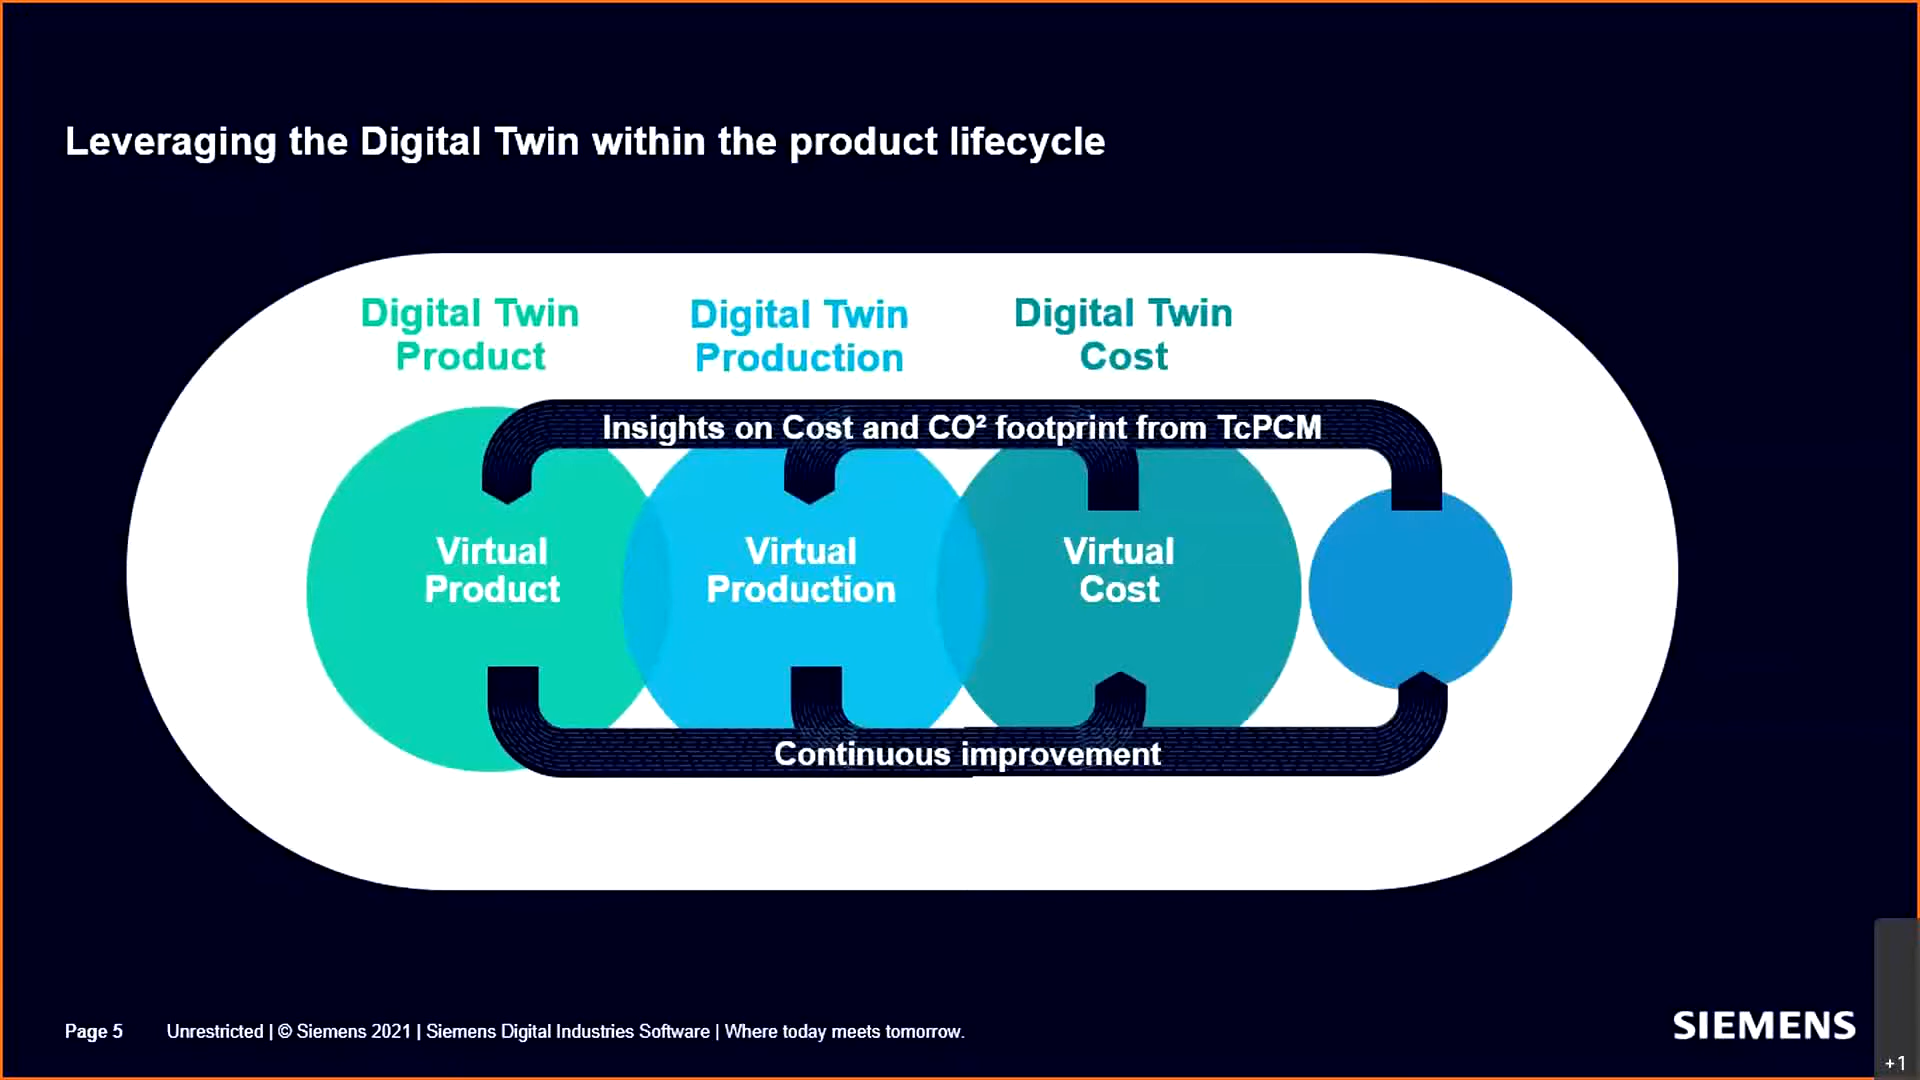 Leveraging the Digital Twin within the product lifecycle
Digital Twin
Product
Digital Twin
Production
Digital Twin
Cost
Insights on Cost and CO² footprint from TcPCM
Virtual
Product
Virtual
Production
Virtual
Cost
Continuous improvement
Page 5 Unrestricted | © Siemens 2021 | Siemens Digital Industries Software | Where today meets tomorrow.
SIEMENS
+1